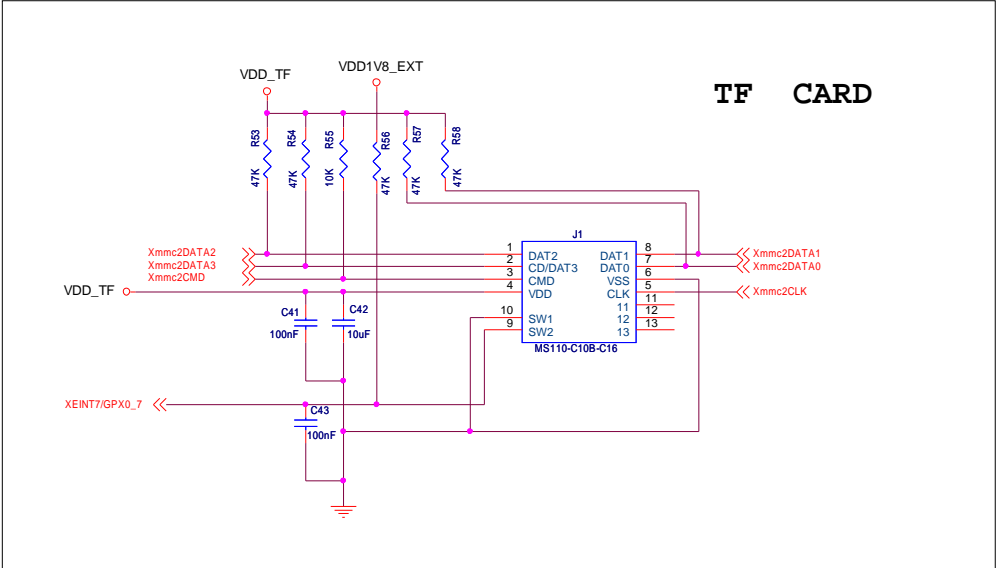 VDD_TF
VDD1V8_EXT
TF CARD
R53
47K
R54
47K
R55
10K
R56
47K
R57
47K
R58
47K
J1
Xmmc2DATA2
1
DAT2
DAT1
8
Xmmc2DATA1
Xmmc2DATA3
2
CD/DAT3
DAT0
7
Xmmc2DATA0
Xmmc2CMD
3
CMD
VSS
6
VDD_TF
4
VDD
CLK
5
Xmmc2CLK
11
11
10
SW1
12
12
9
SW2
13
13
MS110-C10B-C16
C41
100nF
C42
10uF
XEINT7/GPX0_7
C43
100nF